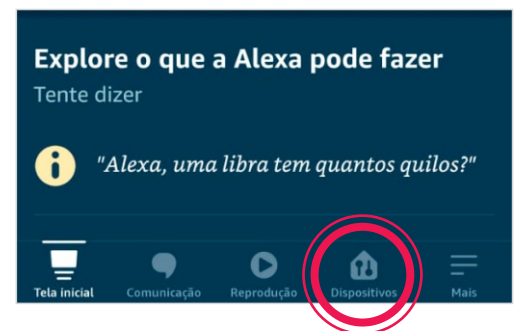 Explore o que a Alexa pode fazer
Tente dizer
"Alexa, uma libra tem quantos quilos?"
Tela inicial Comunicação Reprodução Dispositivos Mais